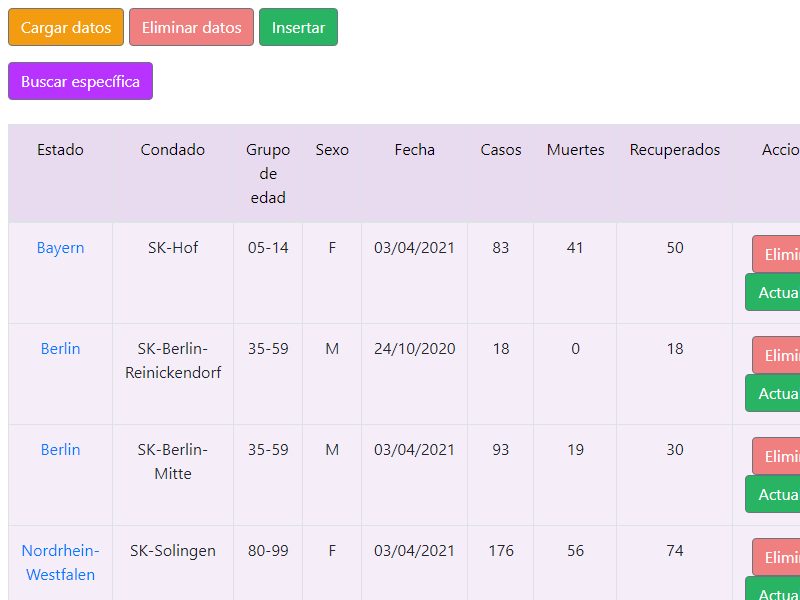 Cargar datos Eliminar datos Insertar
Buscar específica
Estado Condado Grupo de edad Sexo Fecha Casos Muertes Recuperados Accio
Bayern SK-Hof 05-14 F 03/04/2021 83 41 50 Elimi
Actua
Berlin SK-Berlin-Reinickendorf 35-59 M 24/10/2020 18 0 18 Elimi
Actua
Berlin SK-Berlin-Mitte 35-59 M 03/04/2021 93 19 30 Elimi
Actua
Nordrhein-Westfalen SK-Solingen 80-99 F 03/04/2021 176 56 74 Elimi
Actua